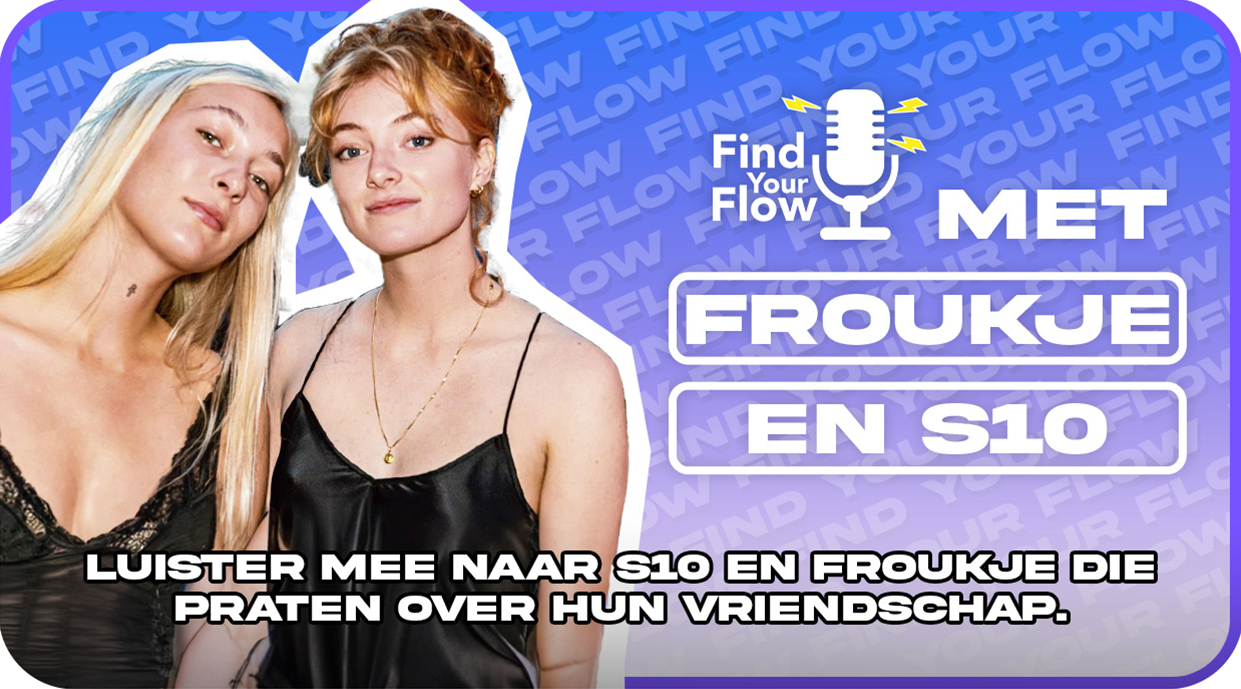 Find
Your
Flow
MET
FROUKJE
EN S10
LUISTER MEE NAAR S10 EN FROUKJE DIE
PRATEN OVER HUN VRIENDSCHAP.